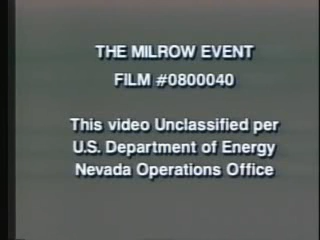 THE MILROW EVENT
FILM #0800040
This video Unclassified per
U.S. Department of Energy
Nevada Operations Office